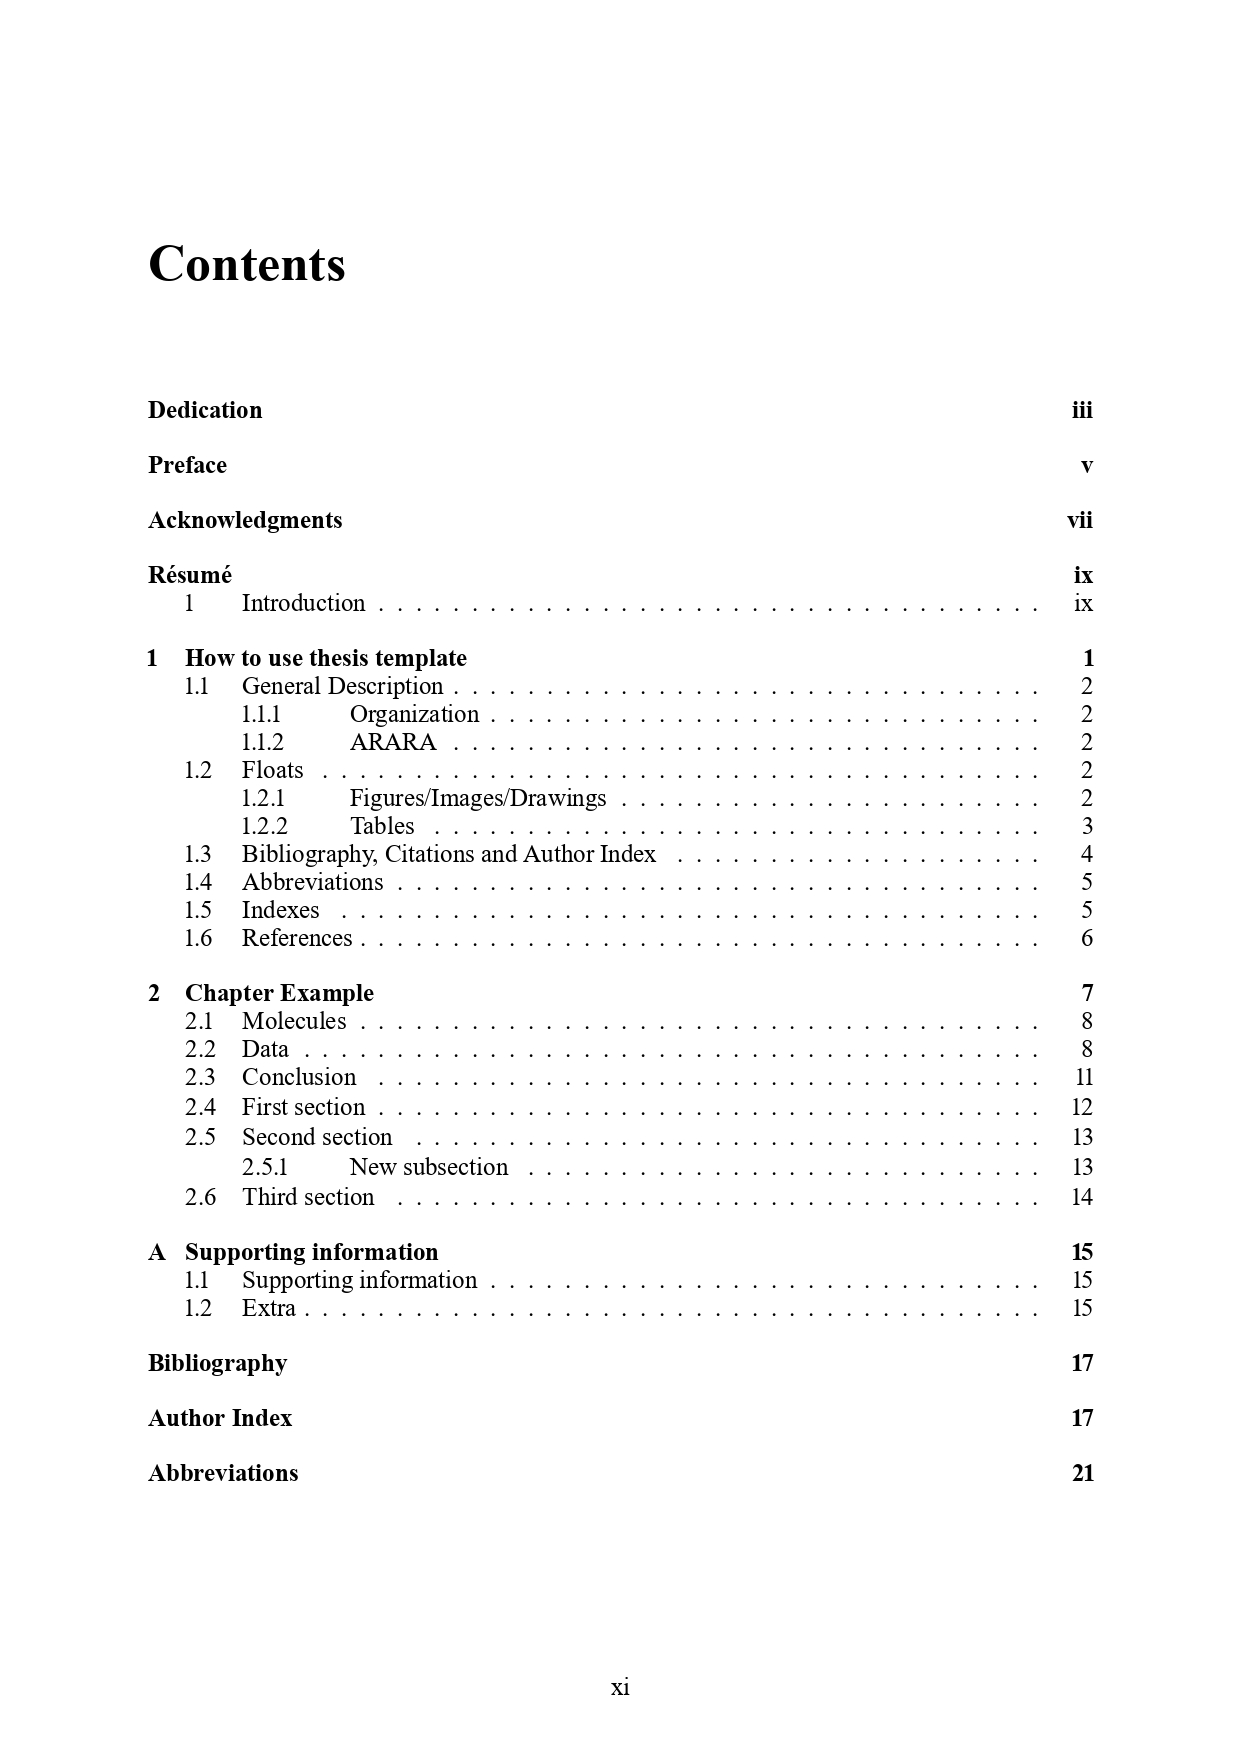 Contents
Dedication iii
Preface v
Acknowledgments vii
Résumé ix
1 Introduction . . . . . . . . . . . . . . . . . . . . . . . . . . . . . . . . . . . . ix
1 How to use thesis template 1
1.1 General Description . . . . . . . . . . . . . . . . . . . . . . . . . . . . . . . . 2
1.1.1 Organization . . . . . . . . . . . . . . . . . . . . . . . . . . . . . . 2
1.1.2 ARARA . . . . . . . . . . . . . . . . . . . . . . . . . . . . . . . . 2
1.2 Floats . . . . . . . . . . . . . . . . . . . . . . . . . . . . . . . . . . . . . . . 2
1.2.1 Figures/Images/Drawings . . . . . . . . . . . . . . . . . . . . . . . 2
1.2.2 Tables . . . . . . . . . . . . . . . . . . . . . . . . . . . . . . . . . 3
1.3 Bibliography, Citations and Author Index . . . . . . . . . . . . . . . . . . . . 4
1.4 Abbreviations . . . . . . . . . . . . . . . . . . . . . . . . . . . . . . . . . . . 5
1.5 Indexes . . . . . . . . . . . . . . . . . . . . . . . . . . . . . . . . . . . . . . 5
1.6 References . . . . . . . . . . . . . . . . . . . . . . . . . . . . . . . . . . . . . 6
2 Chapter Example 7
2.1 Molecules . . . . . . . . . . . . . . . . . . . . . . . . . . . . . . . . . . . . . 8
2.2 Data . . . . . . . . . . . . . . . . . . . . . . . . . . . . . . . . . . . . . . . . 8
2.3 Conclusion . . . . . . . . . . . . . . . . . . . . . . . . . . . . . . . . . . . . 11
2.4 First section . . . . . . . . . . . . . . . . . . . . . . . . . . . . . . . . . . . . 12
2.5 Second section . . . . . . . . . . . . . . . . . . . . . . . . . . . . . . . . . . 13
2.5.1 New subsection . . . . . . . . . . . . . . . . . . . . . . . . . . . . 13
2.6 Third section . . . . . . . . . . . . . . . . . . . . . . . . . . . . . . . . . . . 14
A Supporting information 15
1.1 Supporting information . . . . . . . . . . . . . . . . . . . . . . . . . . . . . . 15
1.2 Extra . . . . . . . . . . . . . . . . . . . . . . . . . . . . . . . . . . . . . . . . 15
Bibliography 17
Author Index 17
Abbreviations 21
xi